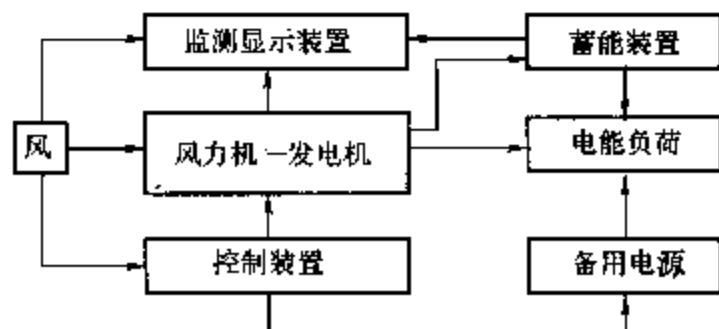 监测显示装置
蓄能装置
风
风力机—发电机
电能负荷
控制装置
备用电源